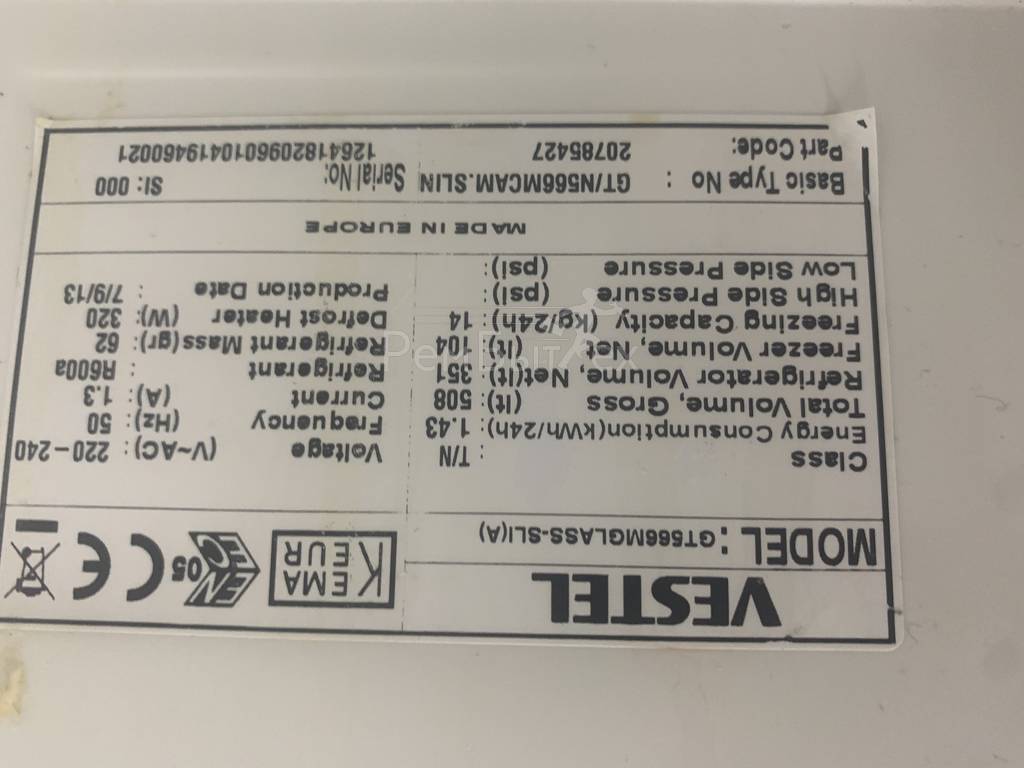 VESTEL
MODEL : GT566MGLASS-SLI(A)
KEMA EUR
ENEC 05
CE
Class : T/N
Energy Consumption(kWh/24h): 1.43
Total Volume, Gross (lt): 508
Refrigerator Volume, Net(lt): 351
Freezer Volume, Net (lt): 104
Freezing Capacity (kg/24h): 14
High Side Pressure (psi):
Low Side Pressure (psi):
Voltage (V~AC): 220-240
Frequency (Hz): 50
Current (A): 1.3
Refrigerant : R600a
Refrigerant Mass(gr): 62
Defrost Heater (W): 320
Production Date : 7/9/13
MADE IN EUROPE
Basic Type No : GT/N566MCAM.SLIN Serial No: SI: 000
Part Code: 20785427 1264182096010419460021
РемБытТех